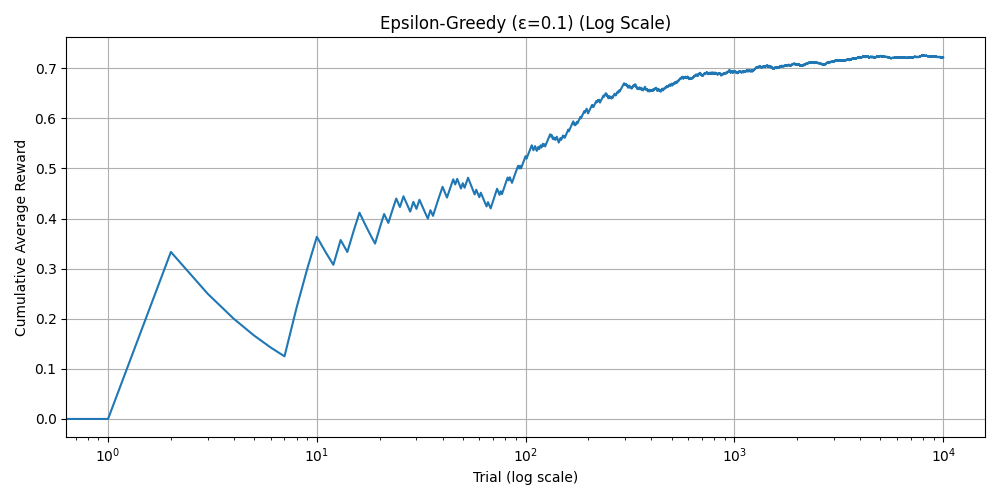 Epsilon-Greedy (ε=0.1) (Log Scale)
Cumulative Average Reward
0.7
0.6
0.5
0.4
0.3
0.2
0.1
0.0
10⁰ 10¹ 10² 10³ 10⁴
Trial (log scale)